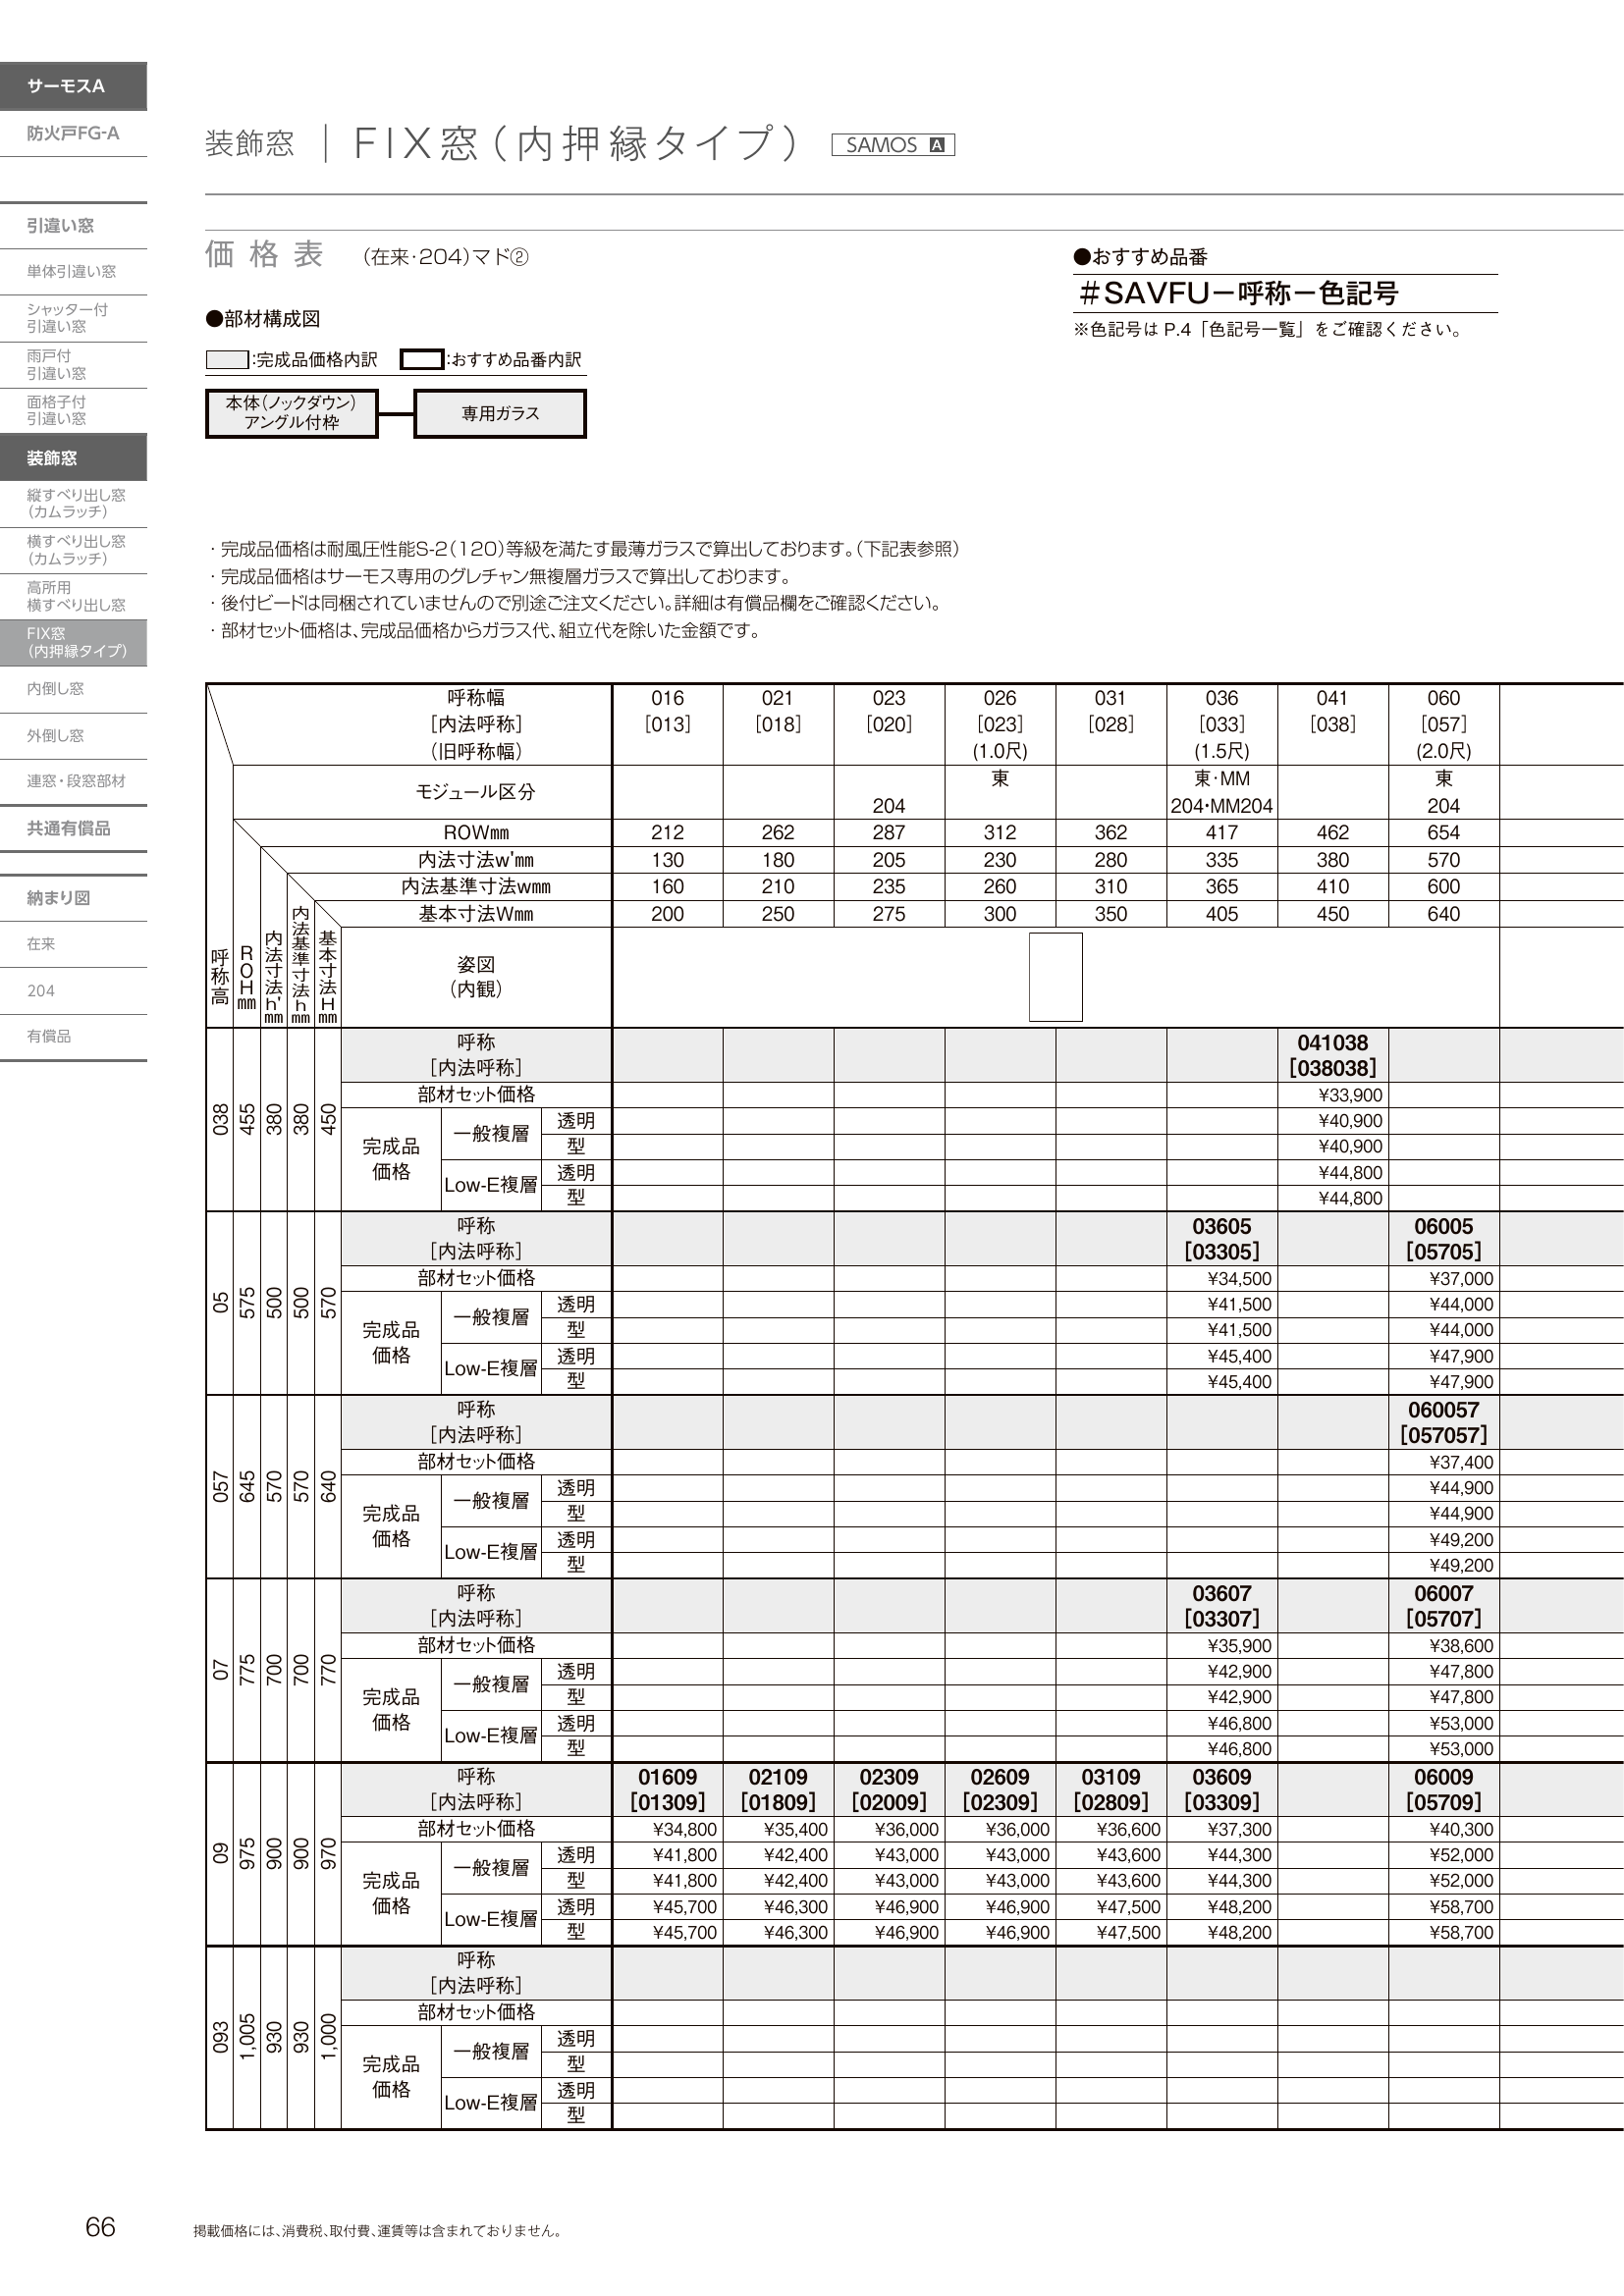 サーモスA
防火戸FG-A
引違い窓
単体引違い窓
シャッター付
引違い窓
雨戸付
引違い窓
面格子付
引違い窓
装飾窓
縦すべり出し窓
（カムラッチ）
横すべり出し窓
（カムラッチ）
高所用
横すべり出し窓
FIX窓
（内押縁タイプ）
内倒し窓
外倒し窓
連窓・段窓部材
共通有償品
納まり図
在来
204
有償品
装飾窓｜FIX窓（内押縁タイプ） SAMOS A
価格表 （在来・204）マド②
●おすすめ品番
＃SAVFUー呼称ー色記号
※色記号は P.4「色記号一覧」をご確認ください。
●部材構成図
：完成品価格内訳 ：おすすめ品番内訳
本体（ノックダウン）
アングル付枠
専用ガラス
・完成品価格は耐風圧性能S-2（120）等級を満たす最薄ガラスで算出しております。（下記表参照）
・完成品価格はサーモス専用のグレチャン無複層ガラスで算出しております。
・後付ビードは同梱されていませんので別途ご注文ください。詳細は有償品欄をご確認ください。
・部材セット価格は、完成品価格からガラス代、組立代を除いた金額です。
呼称幅 016 021 023 026 031 036 041 060
［内法呼称］ ［013］ ［018］ ［020］ ［023］ ［028］ ［033］ ［038］ ［057］
（旧呼称幅） (1.0尺) (1.5尺) (2.0尺)
モジュール区分 東 東・MM 東
204 204・MM204 204
ROW㎜ 212 262 287 312 362 417 462 654
内法寸法w'㎜ 130 180 205 230 280 335 380 570
内法基準寸法w㎜ 160 210 235 260 310 365 410 600
基本寸法W㎜ 200 250 275 300 350 405 450 640
呼称高 ROH㎜ 内法寸法h'㎜ 内法基準寸法h㎜ 基本寸法H㎜
姿図
（内観）
038 455 380 380 450
呼称 041038
［内法呼称］ ［038038］
部材セット価格 ¥33,900
完成品価格 一般複層 透明 ¥40,900
型 ¥40,900
Low-E複層 透明 ¥44,800
型 ¥44,800
05 575 500 500 570
呼称 03605 06005
［内法呼称］ ［03305］ ［05705］
部材セット価格 ¥34,500 ¥37,000
完成品価格 一般複層 透明 ¥41,500 ¥44,000
型 ¥41,500 ¥44,000
Low-E複層 透明 ¥45,400 ¥47,900
型 ¥45,400 ¥47,900
057 645 570 570 640
呼称 060057
［内法呼称］ ［057057］
部材セット価格 ¥37,400
完成品価格 一般複層 透明 ¥44,900
型 ¥44,900
Low-E複層 透明 ¥49,200
型 ¥49,200
07 775 700 700 770
呼称 03607 06007
［内法呼称］ ［03307］ ［05707］
部材セット価格 ¥35,900 ¥38,600
完成品価格 一般複層 透明 ¥42,900 ¥47,800
型 ¥42,900 ¥47,800
Low-E複層 透明 ¥46,800 ¥53,000
型 ¥46,800 ¥53,000
09 975 900 900 970
呼称 01609 02109 02309 02609 03109 03609 06009
［内法呼称］ ［01309］ ［01809］ ［02009］ ［02309］ ［02809］ ［03309］ ［05709］
部材セット価格 ¥34,800 ¥35,400 ¥36,000 ¥36,000 ¥36,600 ¥37,300 ¥40,300
完成品価格 一般複層 透明 ¥41,800 ¥42,400 ¥43,000 ¥43,000 ¥43,600 ¥44,300 ¥52,000
型 ¥41,800 ¥42,400 ¥43,000 ¥43,000 ¥43,600 ¥44,300 ¥52,000
Low-E複層 透明 ¥45,700 ¥46,300 ¥46,900 ¥46,900 ¥47,500 ¥48,200 ¥58,700
型 ¥45,700 ¥46,300 ¥46,900 ¥46,900 ¥47,500 ¥48,200 ¥58,700
093 1,005 930 930 1,000
呼称
［内法呼称］
部材セット価格
完成品価格 一般複層 透明
型
Low-E複層 透明
型
66
掲載価格には、消費税、取付費、運賃等は含まれておりません。